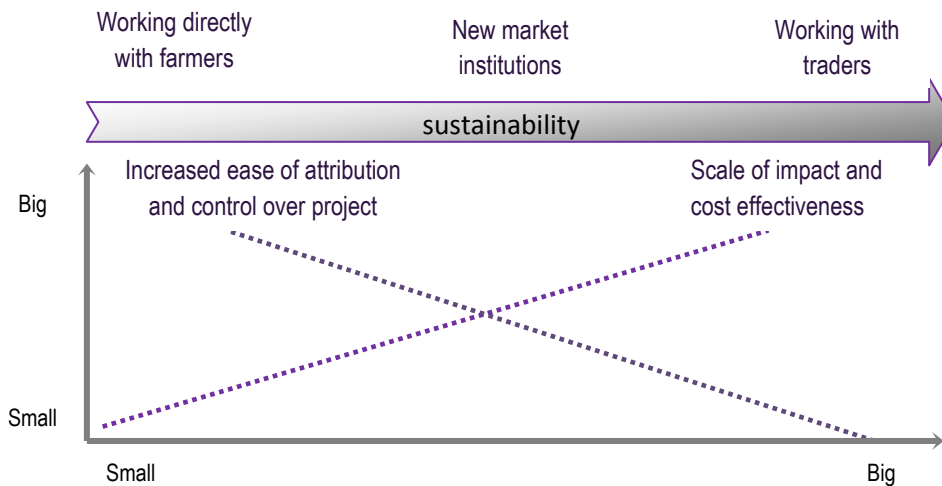 Working directly
with farmers
New market
institutions
Working with
traders
sustainability
Increased ease of attribution
and control over project
Scale of impact and
cost effectiveness
Big
Small
Small
Big